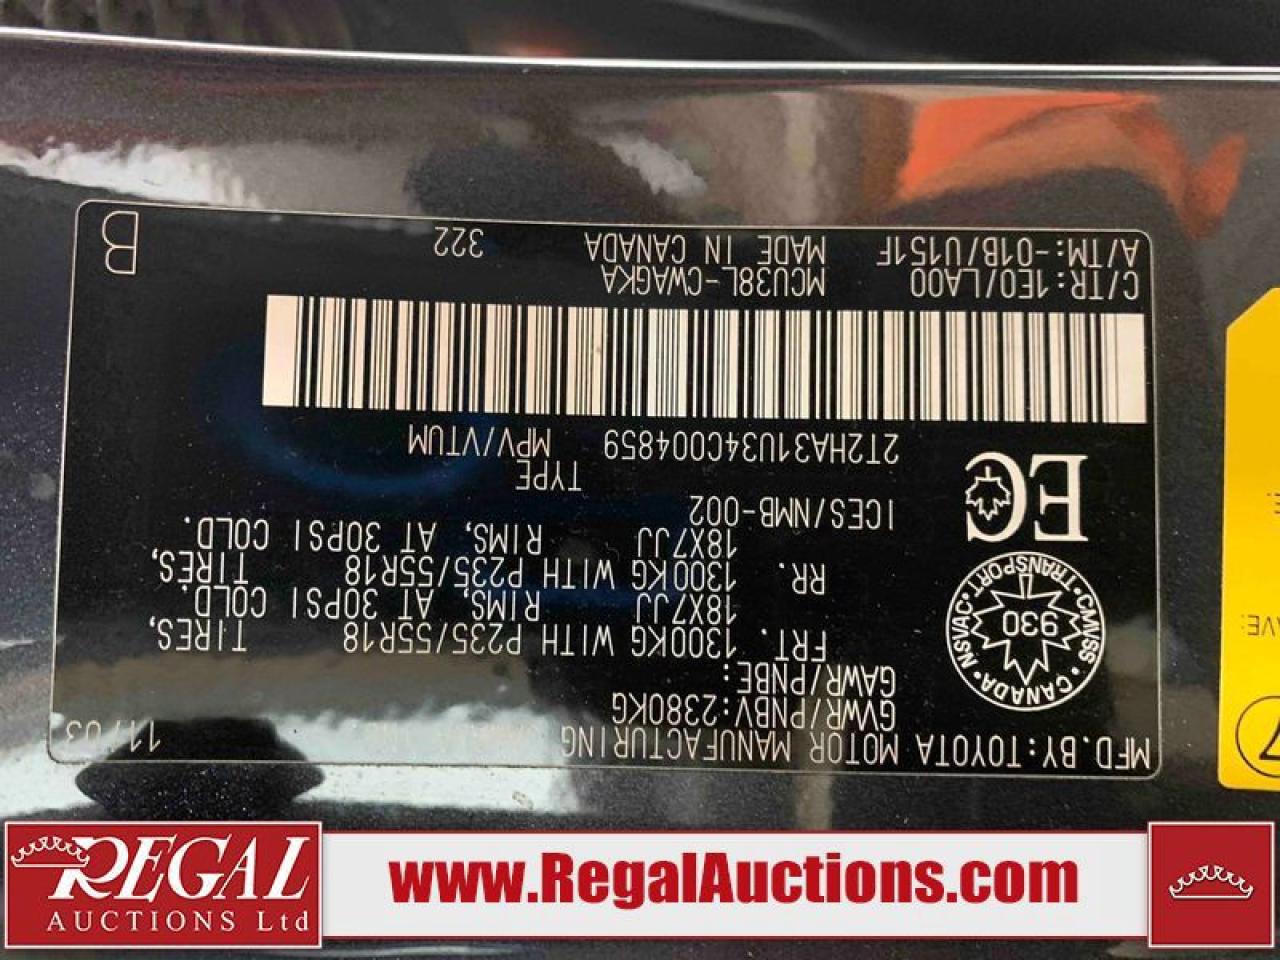 MFD.BY:TOYOTA MOTOR MANUFACTURING 11/03
GVWR/PNBV:2380KG
GAWR/PNBE:
FRT. 1300KG WITH P235/55R18 TIRES,
18X7JJ RIMS, AT 30PSI COLD.
RR. 1300KG WITH P235/55R18 TIRES,
18X7JJ RIMS, AT 30PSI COLD.
ICES/NMB-002
TYPE
2T2HA31U34C004859 MPV/VTUM
CANADA • NSVAC • TRANSPORT • CMVSS
930
EC
C/TR:1E0/LA00 MCU38L-CWAGKA
A/TM:-01B/U151F MADE IN CANADA 322
B
7
REGAL
AUCTIONS Ltd
www.RegalAuctions.com